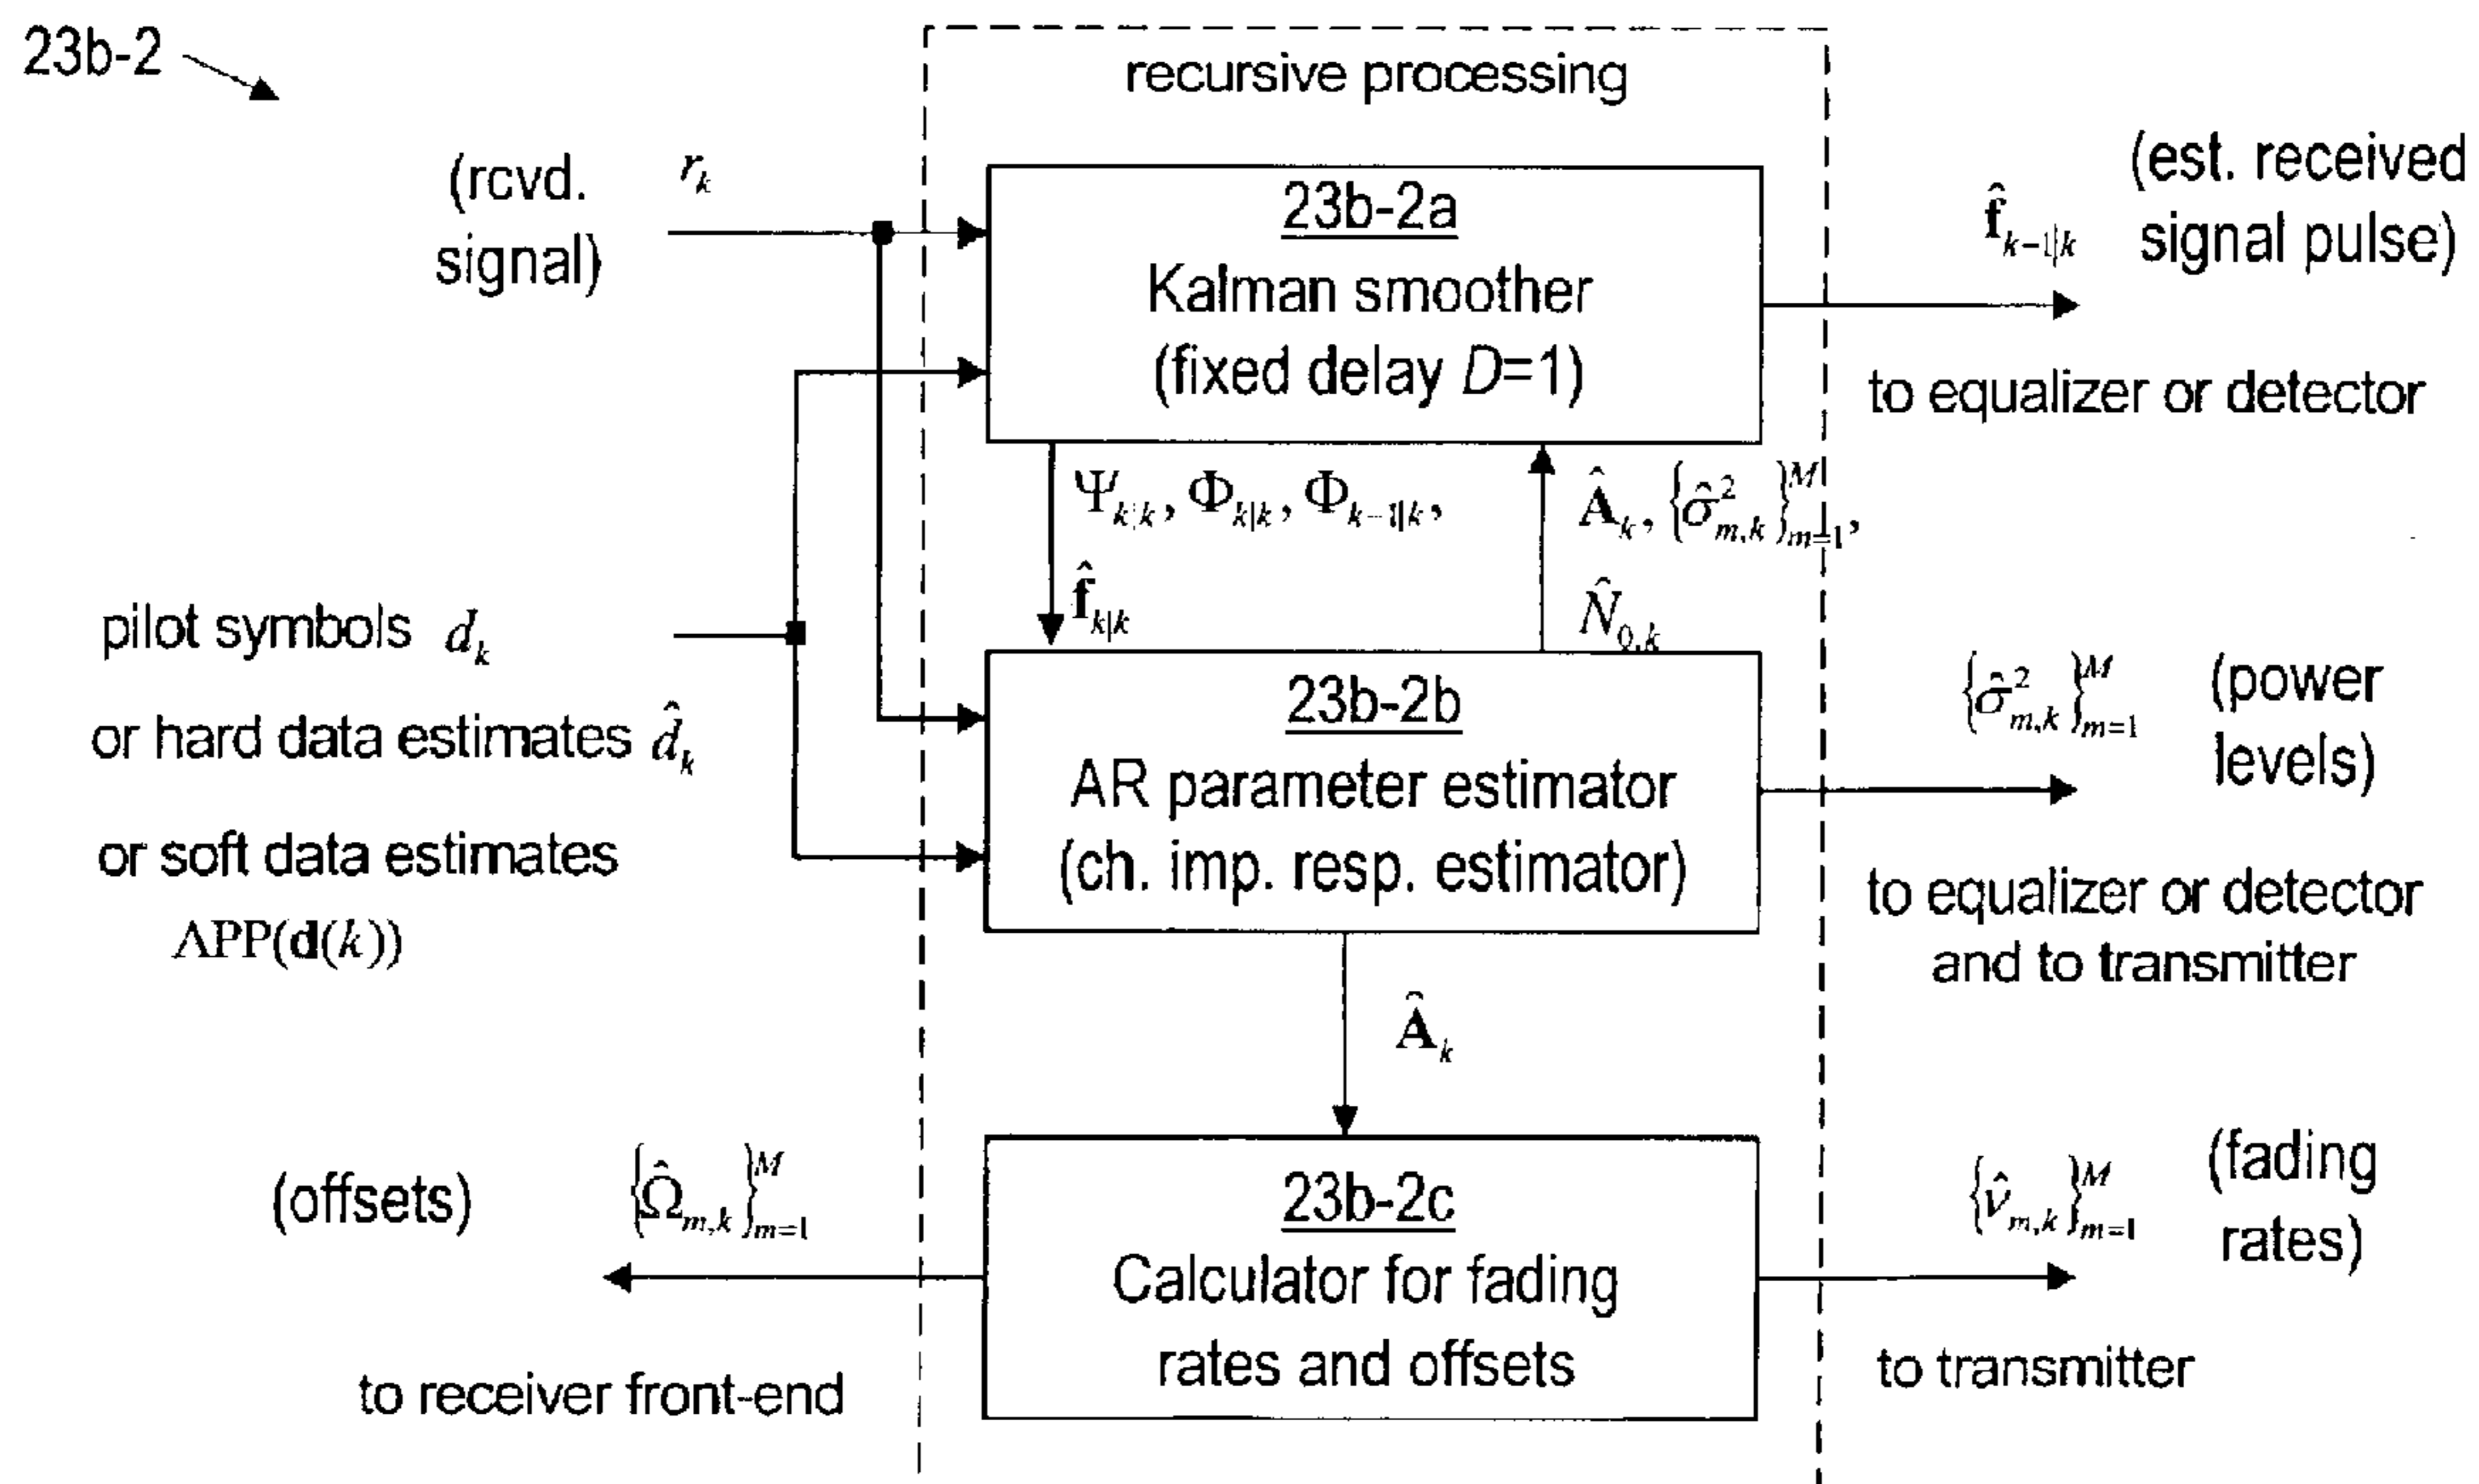 23b-2
recursive processing
(rcvd.
signal)
r_k
23b-2a
Kalman smoother
(fixed delay D=1)
(est. received
signal pulse)
f̂_{k-1|k}
to equalizer or detector
Ψ_{k|k}, Φ_{k|k}, Φ_{k-1|k},
f̂_{k|k}
Â_k, {σ̂²_{m,k}}^M_{m=1},
N̂_{0,k}
pilot symbols d_k
or hard data estimates d̂_k
or soft data estimates
APP(d(k))
23b-2b
AR parameter estimator
(ch. imp. resp. estimator)
{σ̂²_{m,k}}^M_{m=1}
(power
levels)
to equalizer or detector
and to transmitter
Â_k
(offsets)
{Ω̂_{m,k}}^M_{m=1}
to receiver front-end
23b-2c
Calculator for fading
rates and offsets
{ν̂_{m,k}}^M_{m=1}
(fading
rates)
to transmitter